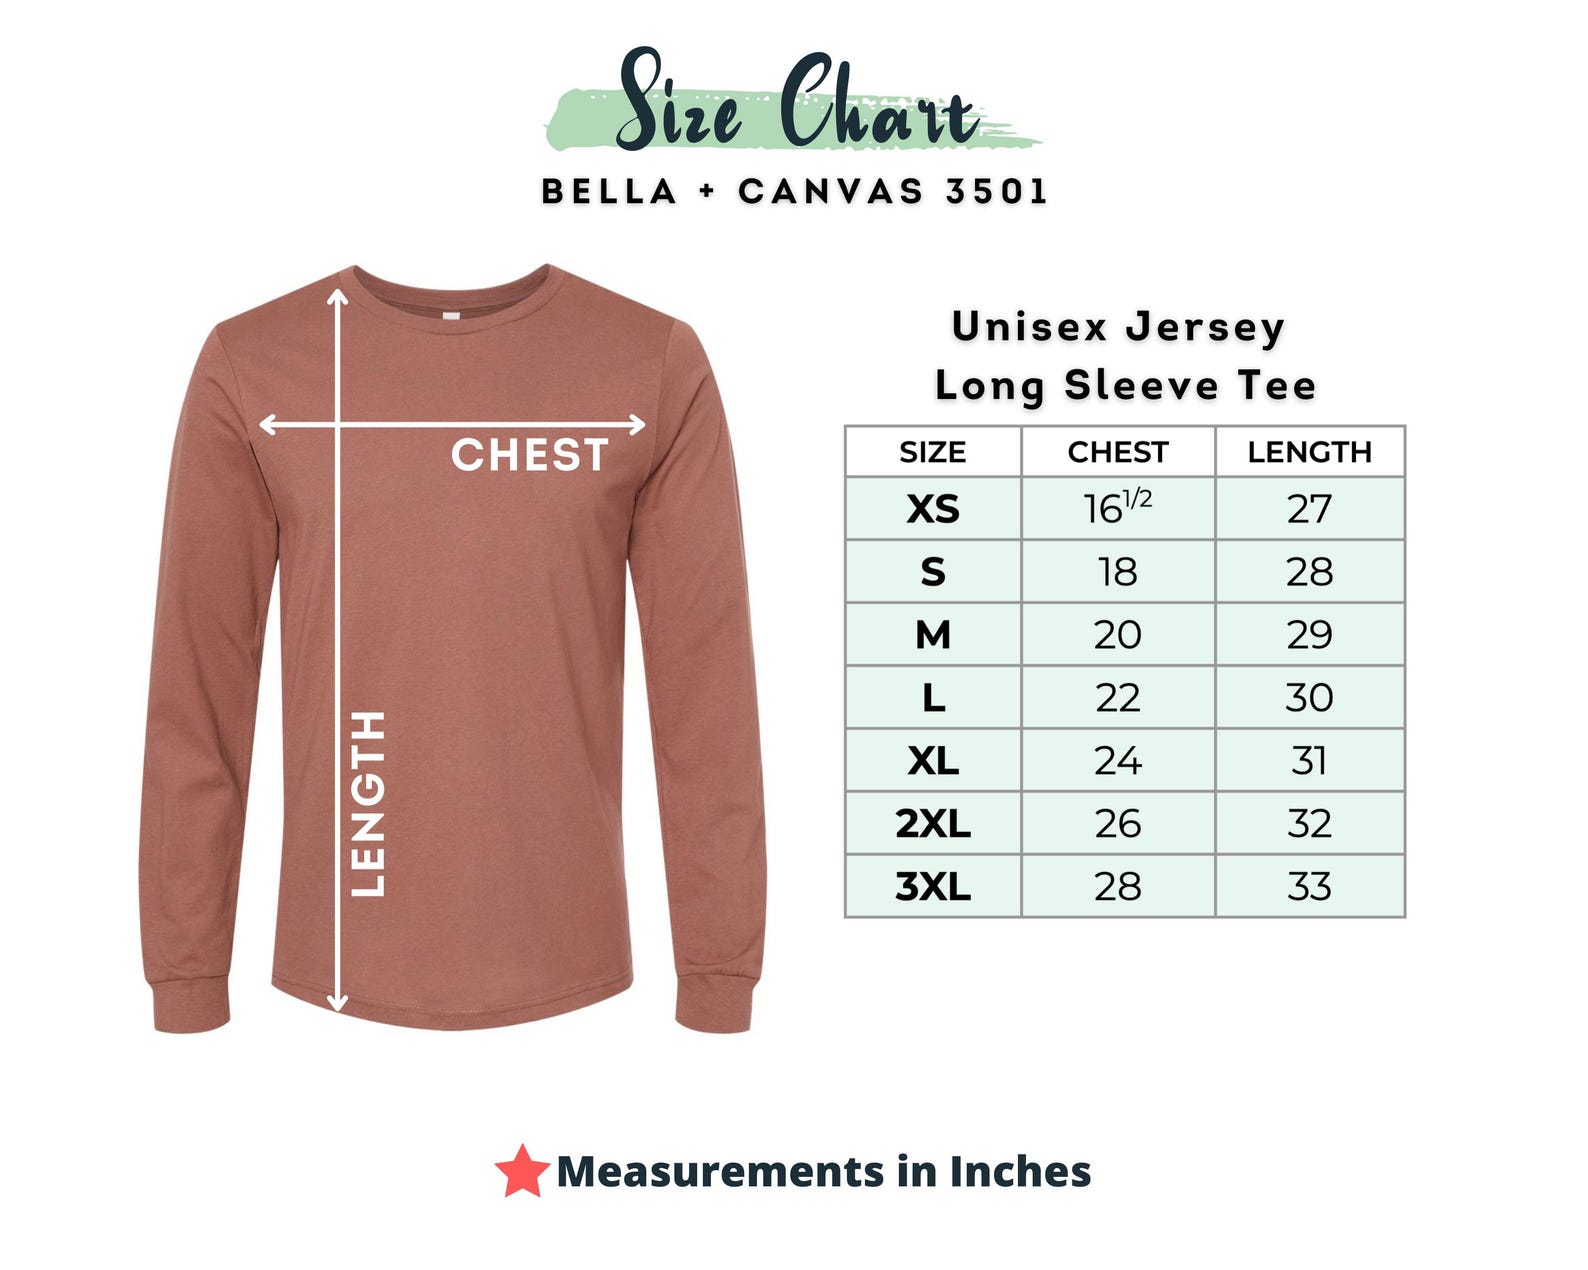 Size Chart
BELLA + CANVAS 3501
CHEST
LENGTH
Unisex Jersey
Long Sleeve Tee
SIZE CHEST LENGTH
XS 16 1/2 27
S 18 28
M 20 29
L 22 30
XL 24 31
2XL 26 32
3XL 28 33
Measurements in Inches